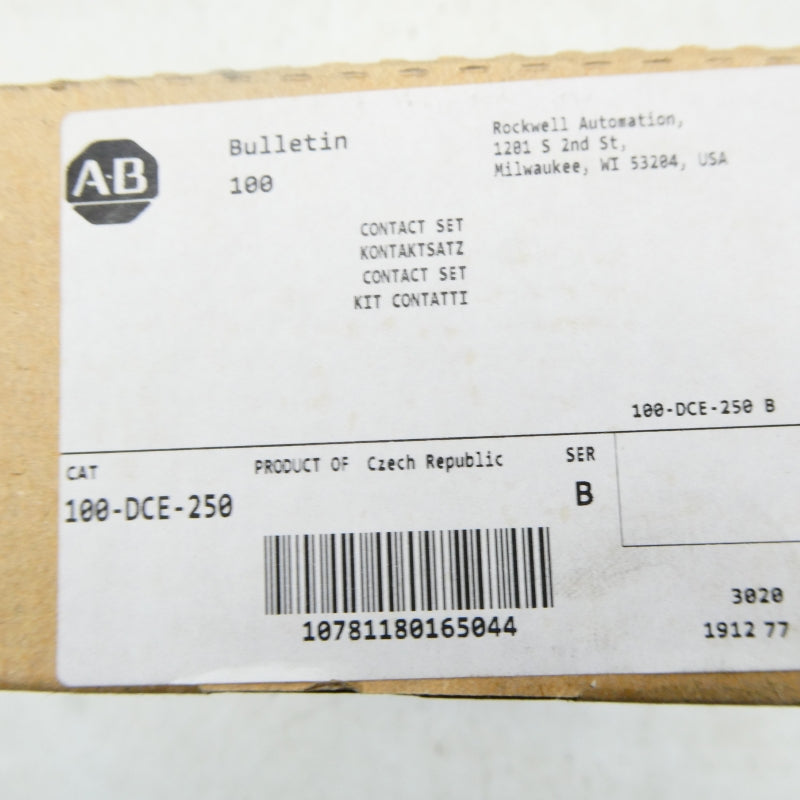 A-B
Bulletin
100
Rockwell Automation,
1201 S 2nd St,
Milwaukee, WI 53204, USA
CONTACT SET
KONTAKTSATZ
CONTACT SET
KIT CONTATTI
100-DCE-250 B
CAT
100-DCE-250
PRODUCT OF Czech Republic
SER
B
10781180165044
3020
1912 77